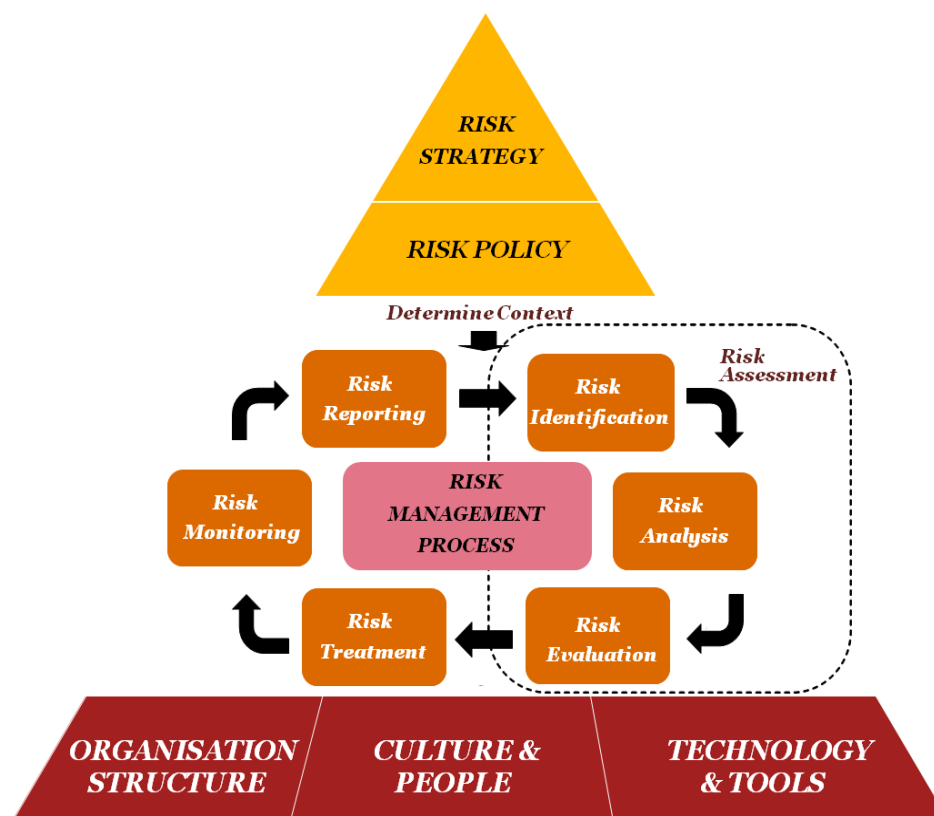 RISK
STRATEGY
RISK POLICY
Determine Context
Risk
Assessment
Risk
Reporting
Risk
Identification
Risk
Monitoring
RISK
MANAGEMENT
PROCESS
Risk
Analysis
Risk
Treatment
Risk
Evaluation
ORGANISATION
STRUCTURE
CULTURE &
PEOPLE
TECHNOLOGY
& TOOLS